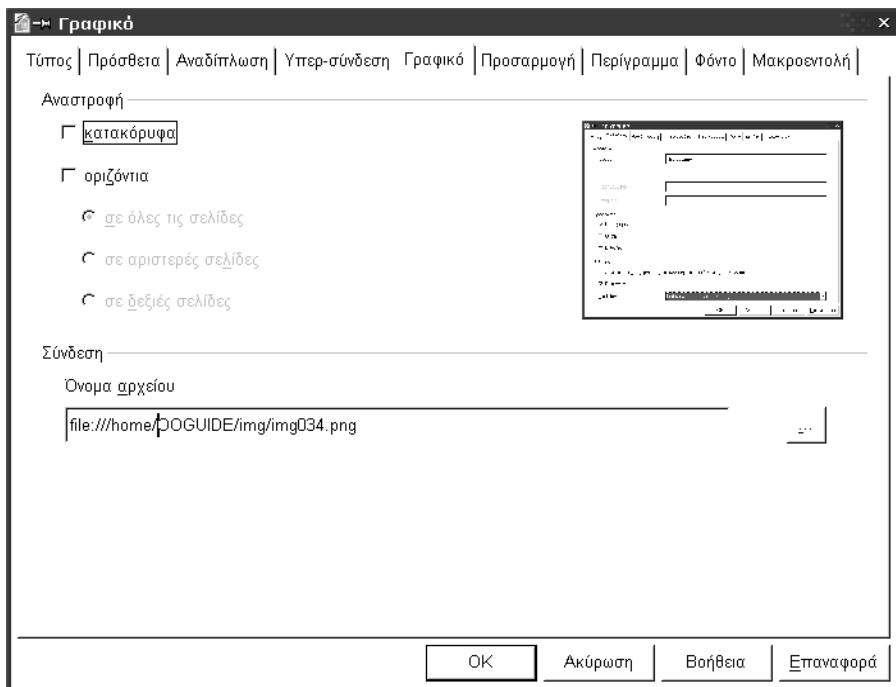 Γραφικό
Τύπος Πρόσθετα Αναδίπλωση Υπερ-σύνδεση Γραφικό Προσαρμογή Περίγραμμα Φόντο Μακροεντολή
Αναστροφή
κατακόρυφα
οριζόντια
σε όλες τις σελίδες
σε αριστερές σελίδες
σε δεξιές σελίδες
Σύνδεση
Όνομα αρχείου
file:///home/OOGUIDE/img/img034.png
...
OK Ακύρωση Βοήθεια Επαναφορά